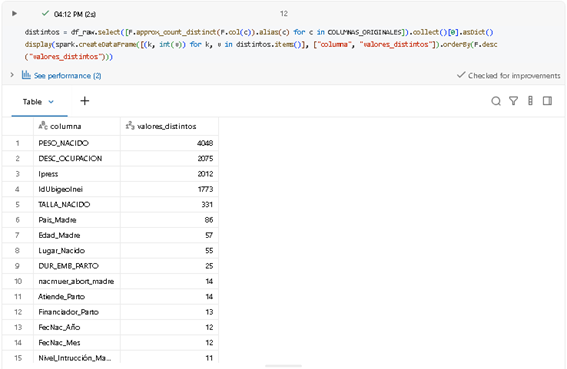 04:12 PM (2s)
12
distintos = df_raw.select([F.approx_count_distinct(F.col(c)).alias(c) for c in COLUMNAS_ORIGINALES]).collect()[0].asDict()
display(spark.createDataFrame([(k, int(v)) for k, v in distintos.items()], ["columna", "valores_distintos"]).orderBy(F.desc
("valores_distintos")))
See performance (2)
Checked for improvements
Table
columna valores_distintos
1 PESO_NACIDO 4048
2 DESC_OCUPACION 2075
3 Ipress 2012
4 IdUbigeoInei 1773
5 TALLA_NACIDO 331
6 Pais_Madre 86
7 Edad_Madre 57
8 Lugar_Nacido 55
9 DUR_EMB_PARTO 25
10 nacmuer_abort_madre 14
11 Atiende_Parto 14
12 Financiador_Parto 13
13 FecNac_Año 12
14 FecNac_Mes 12
15 Nivel_Intrucción_Ma... 11